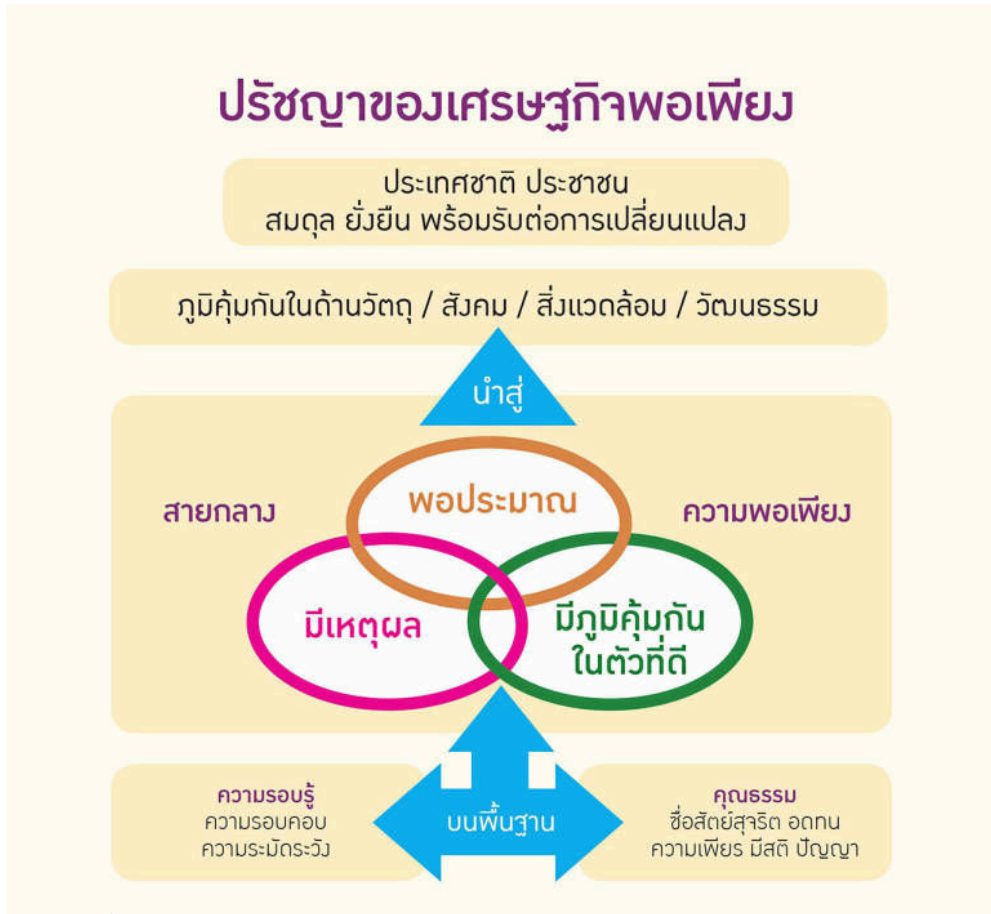 ปรัชญาของเศรษฐกิจพอเพียง
ประเทศชาติ ประชาชน
สมดุล ยั่งยืน พร้อมรับต่อการเปลี่ยนแปลง
ภูมิคุ้มกันในด้านวัตถุ / สังคม / สิ่งแวดล้อม / วัฒนธรรม
นำสู่
สายกลาง
พอประมาณ
ความพอเพียง
มีเหตุผล
มีภูมิคุ้มกัน
ในตัวที่ดี
ความรอบรู้
ความรอบคอบ
ความระมัดระวัง
บนพื้นฐาน
คุณธรรม
ซื่อสัตย์สุจริต อดทน
ความเพียร มีสติ ปัญญา